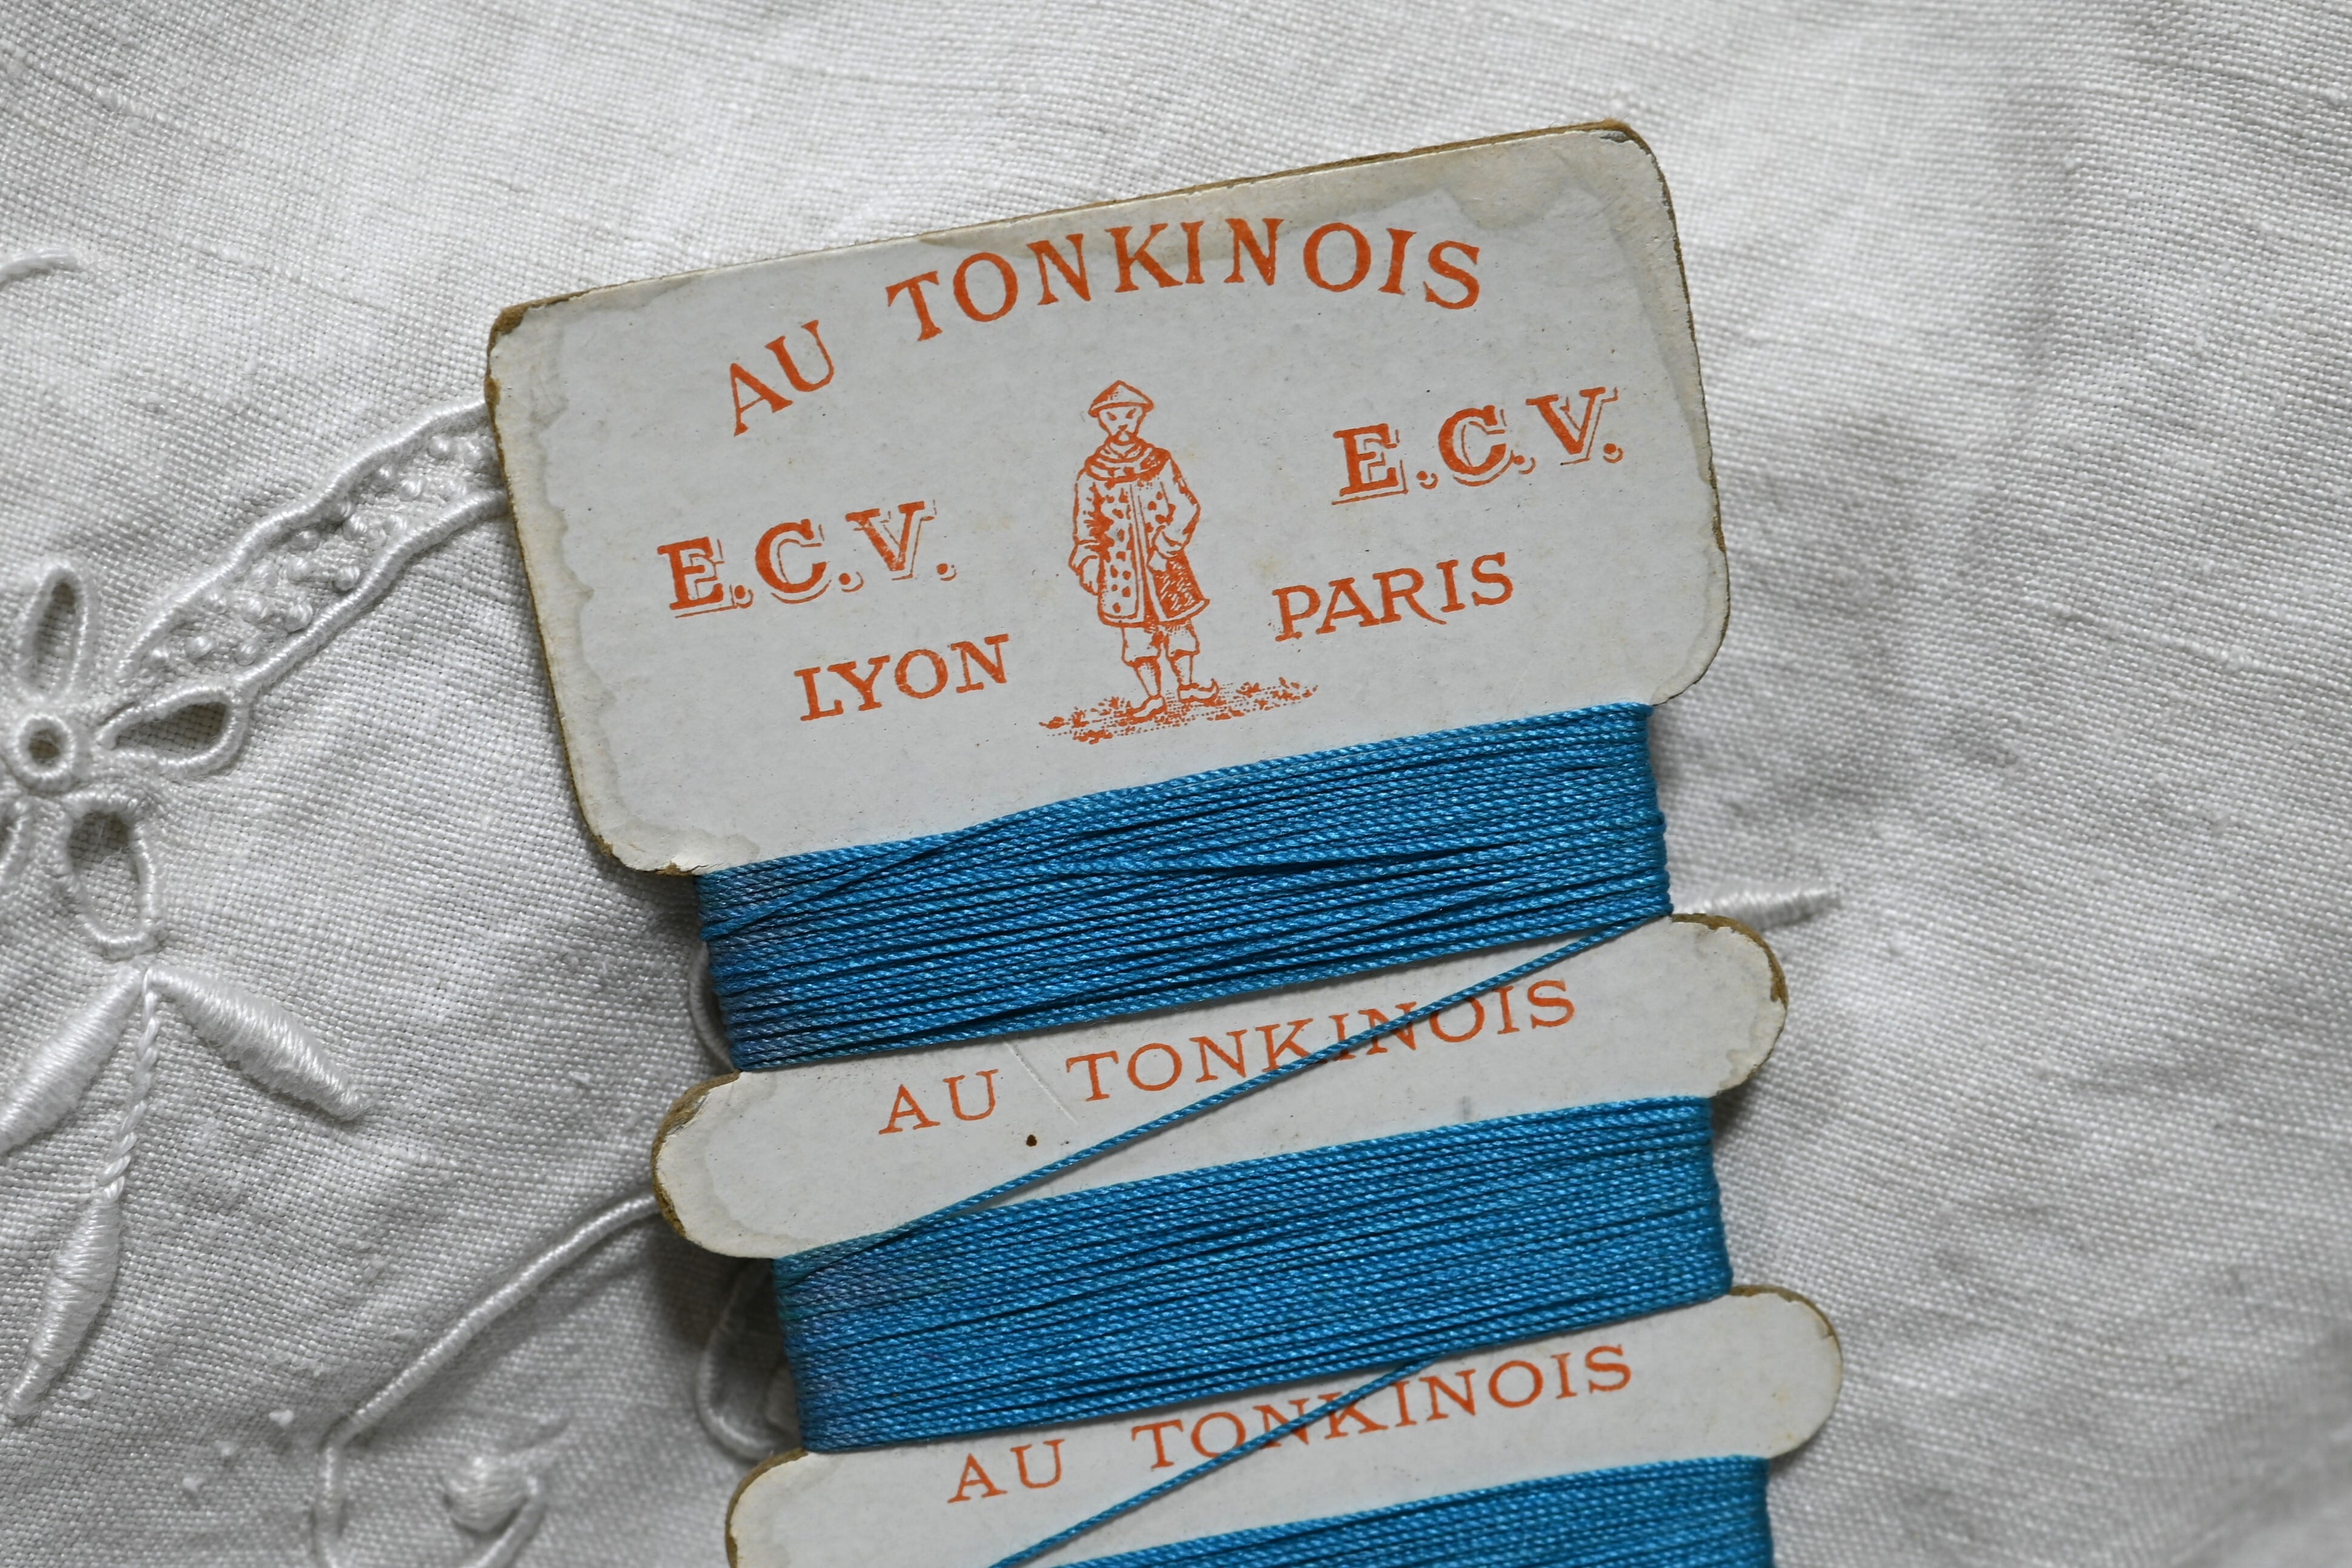 AU TONKINOIS
E.C.V. E.C.V.
LYON PARIS
AU TONKINOIS
AU TONKINOIS